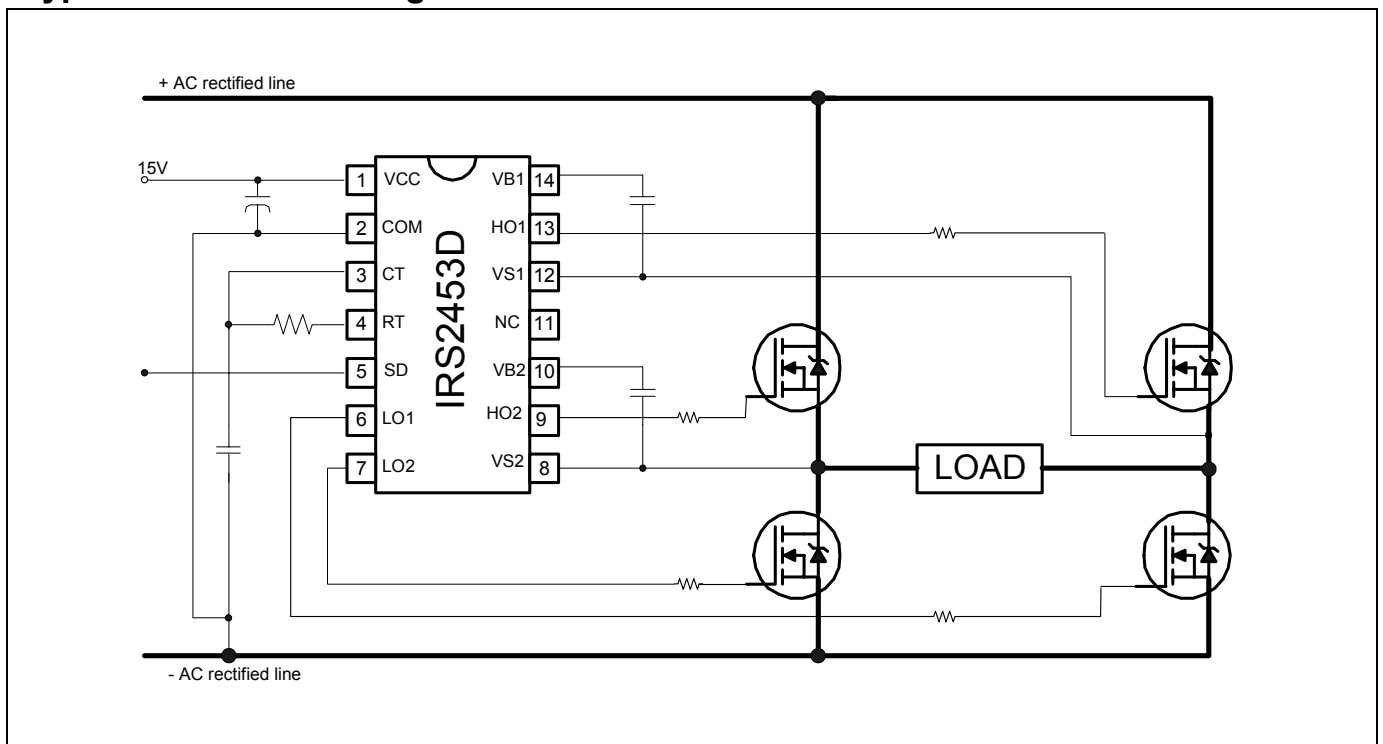 + AC rectified line
15V
1 VCC VB1 14
2 COM HO1 13
3 CT VS1 12
4 RT NC 11
5 SD VB2 10
6 LO1 HO2 9
7 LO2 VS2 8
IRS2453D
LOAD
- AC rectified line